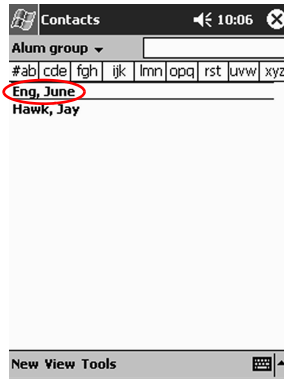 Contacts 10:06
Alum group
#ab cde fgh ijk lmn opq rst uvw xyz
Eng, June
Hawk, Jay
New View Tools